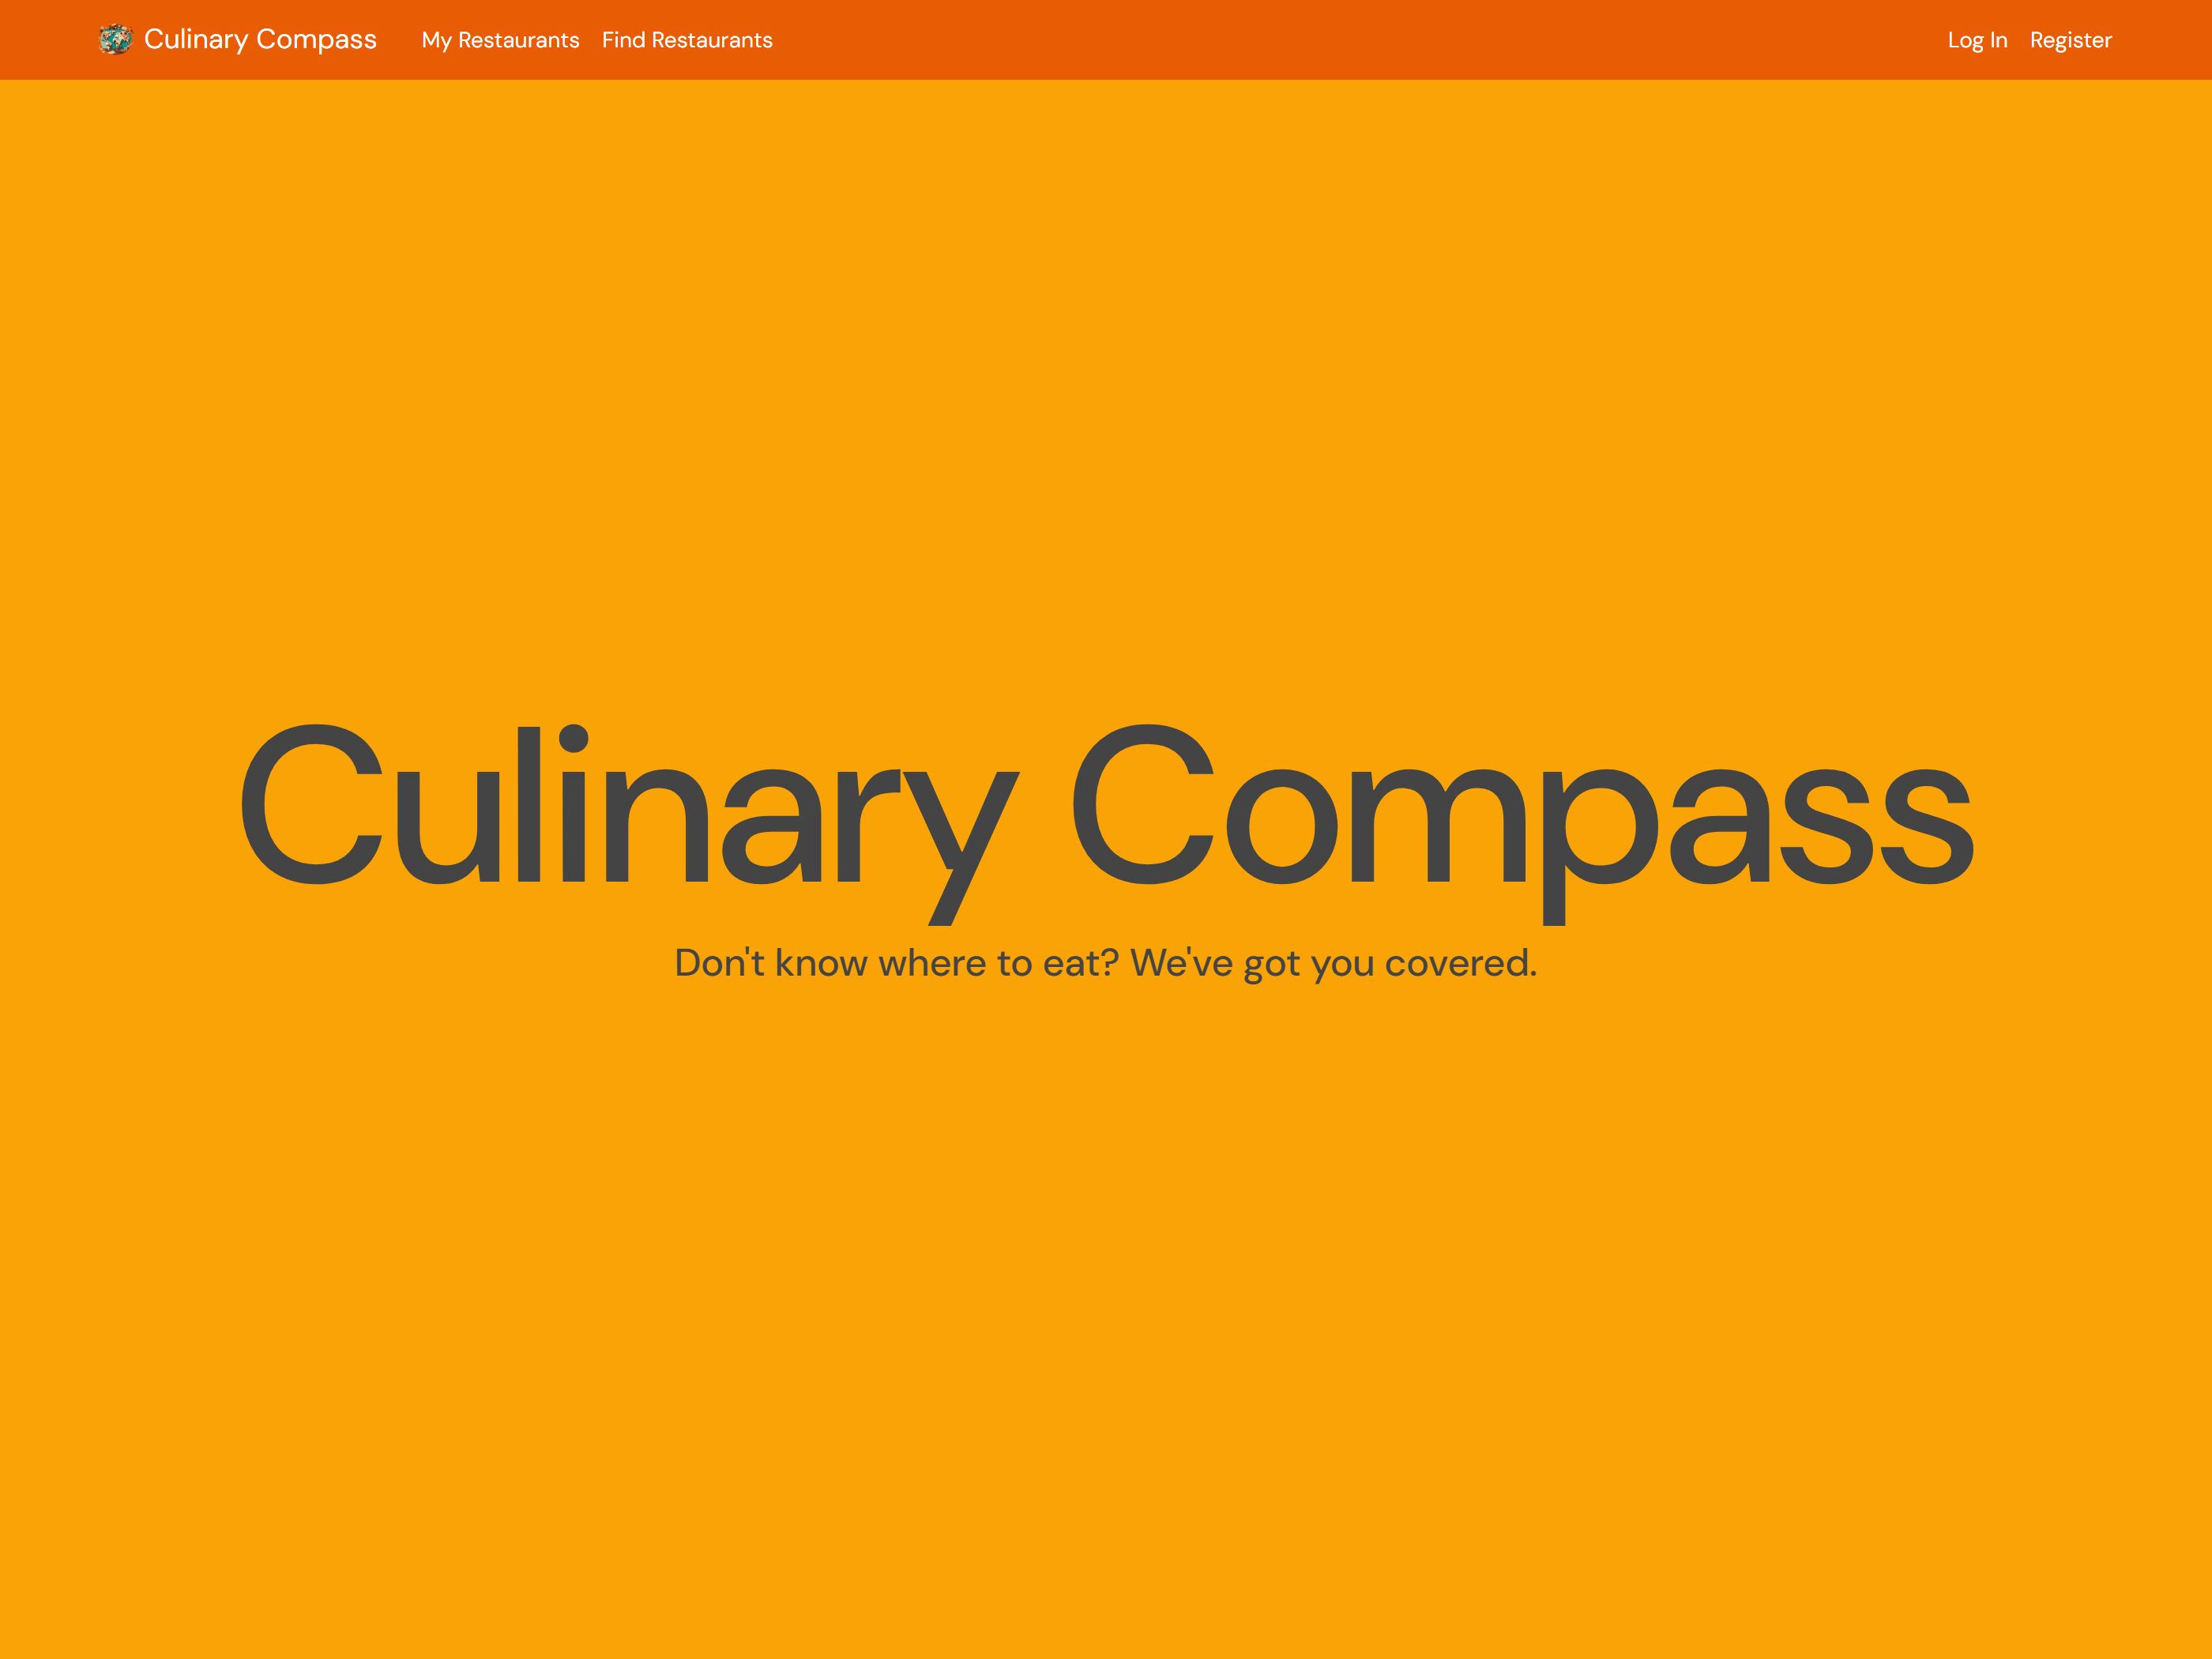 Culinary Compass My Restaurants Find Restaurants Log In Register
Culinary Compass
Don't know where to eat? We've got you covered.